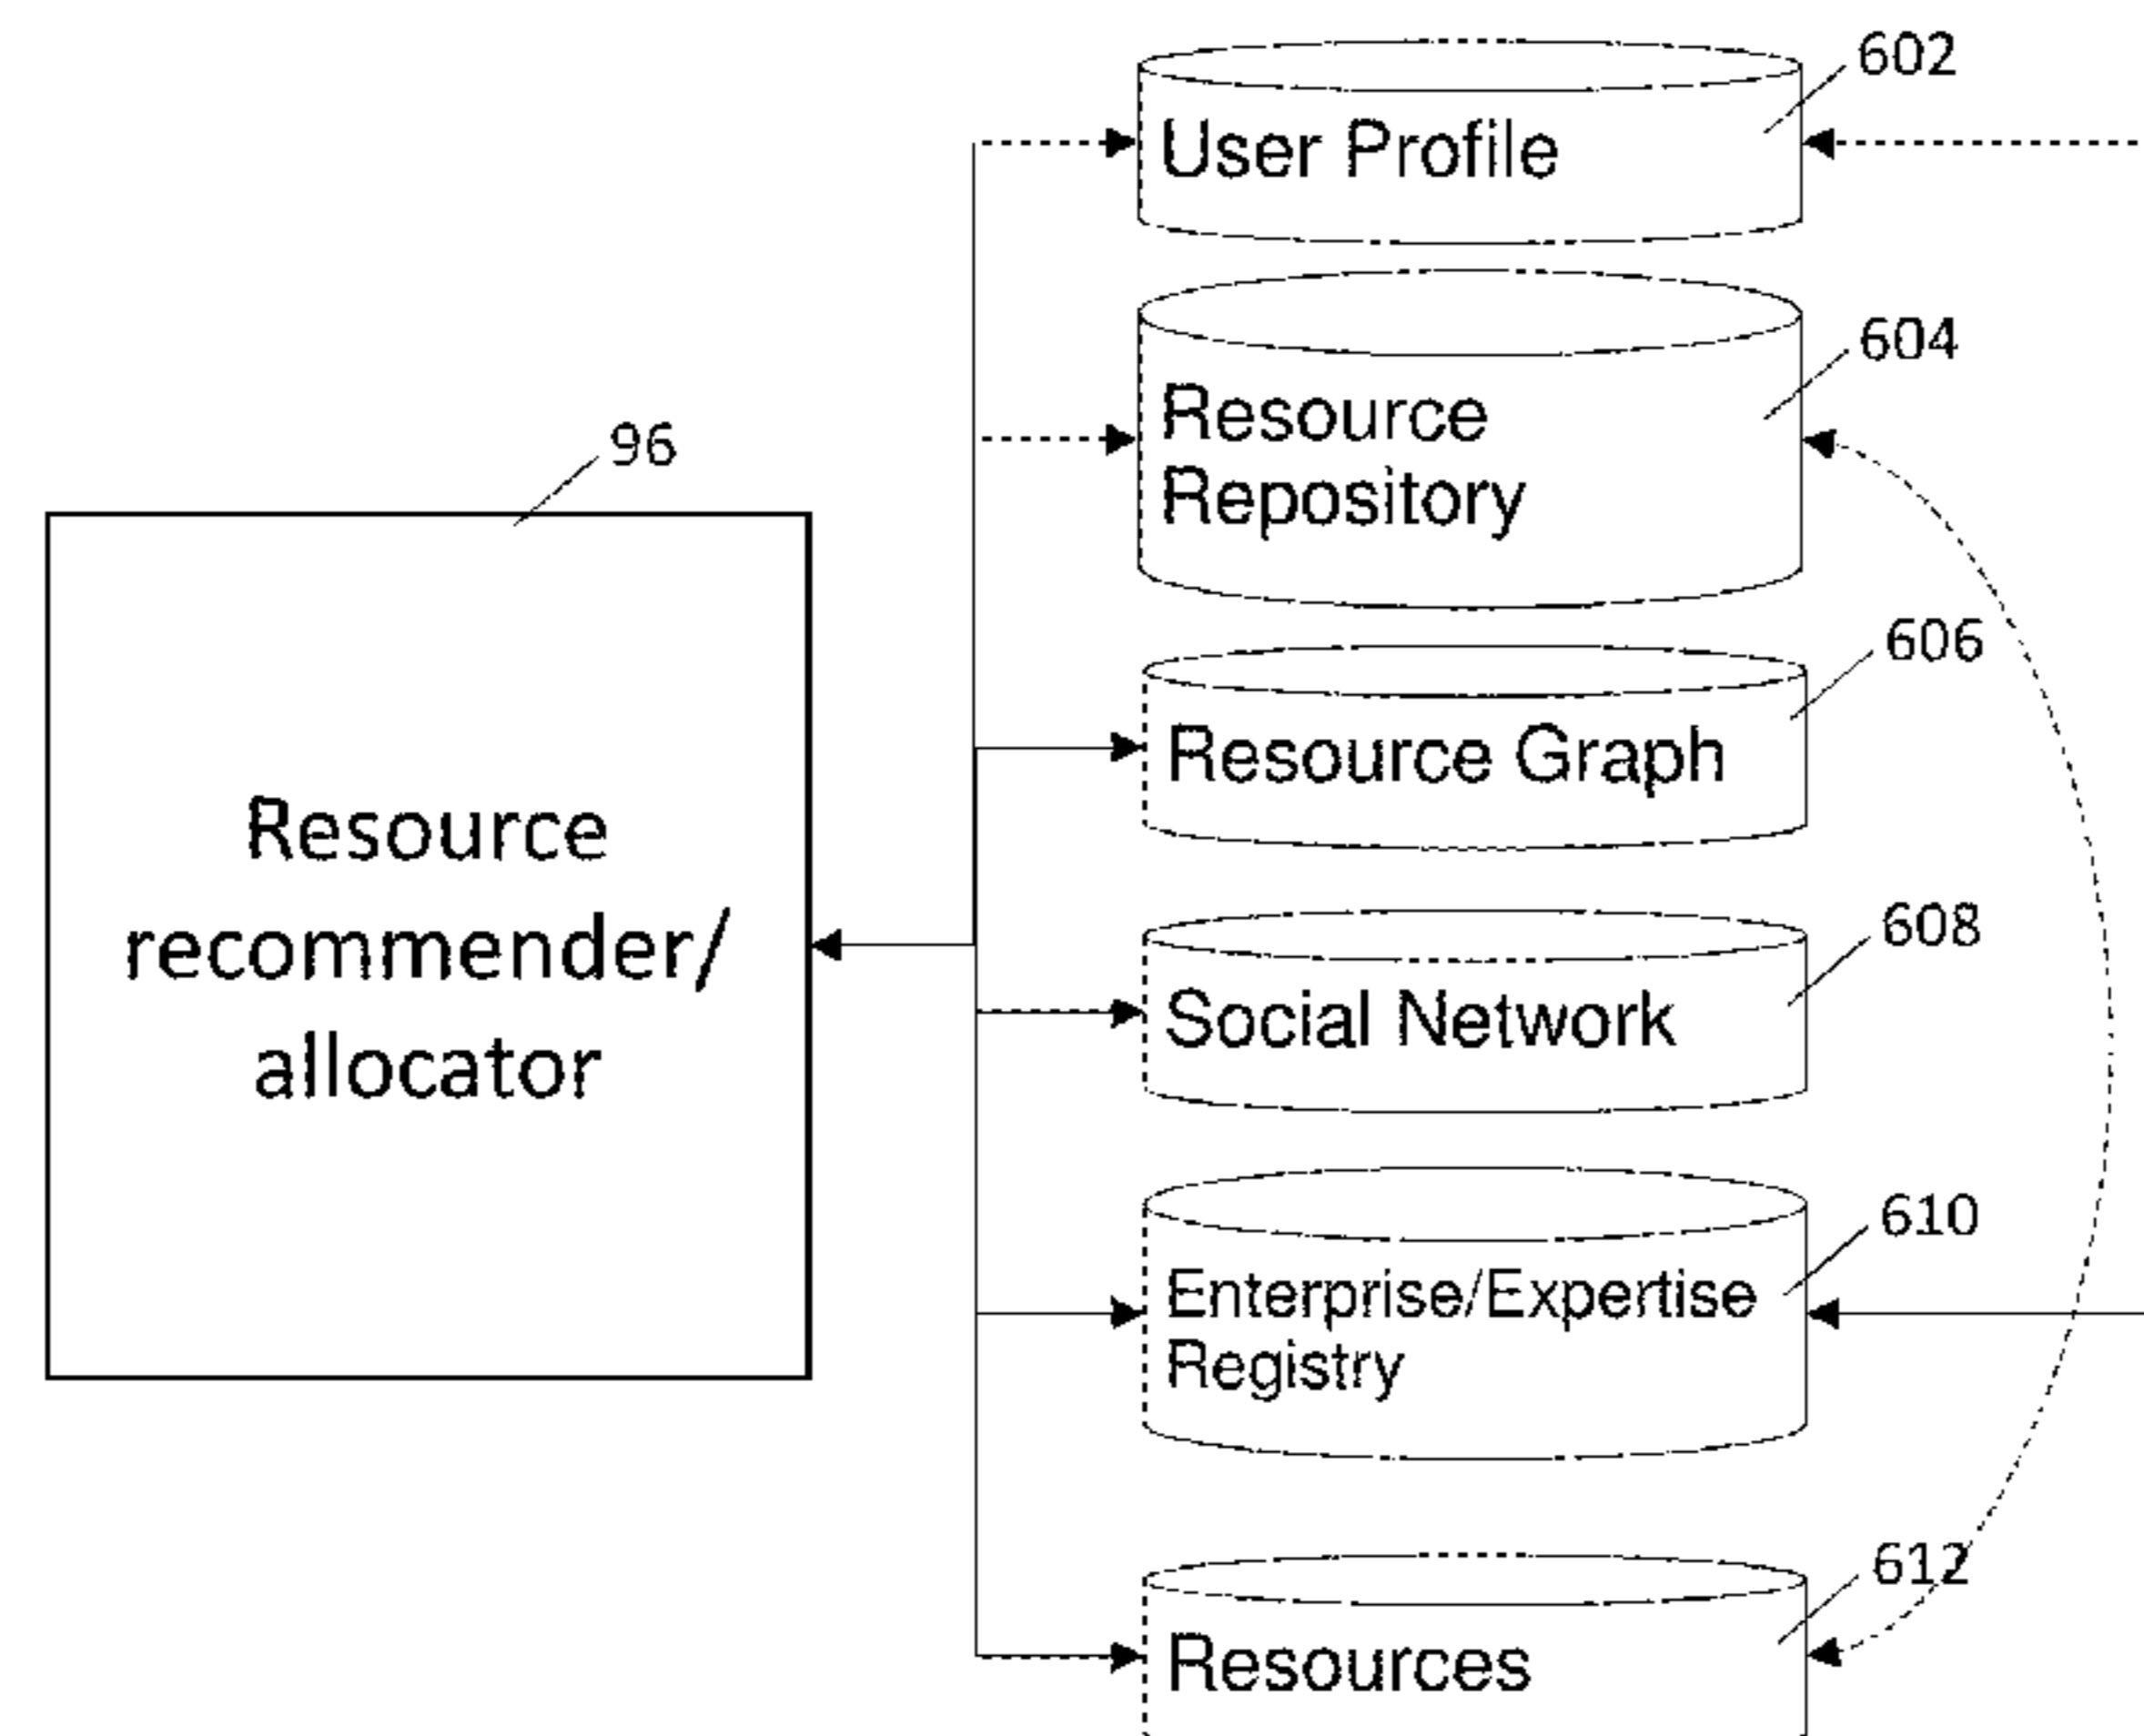 602
User Profile
604
Resource
Repository
96
606
Resource Graph
Resource
recommender/
allocator
608
Social Network
610
Enterprise/Expertise
Registry
612
Resources